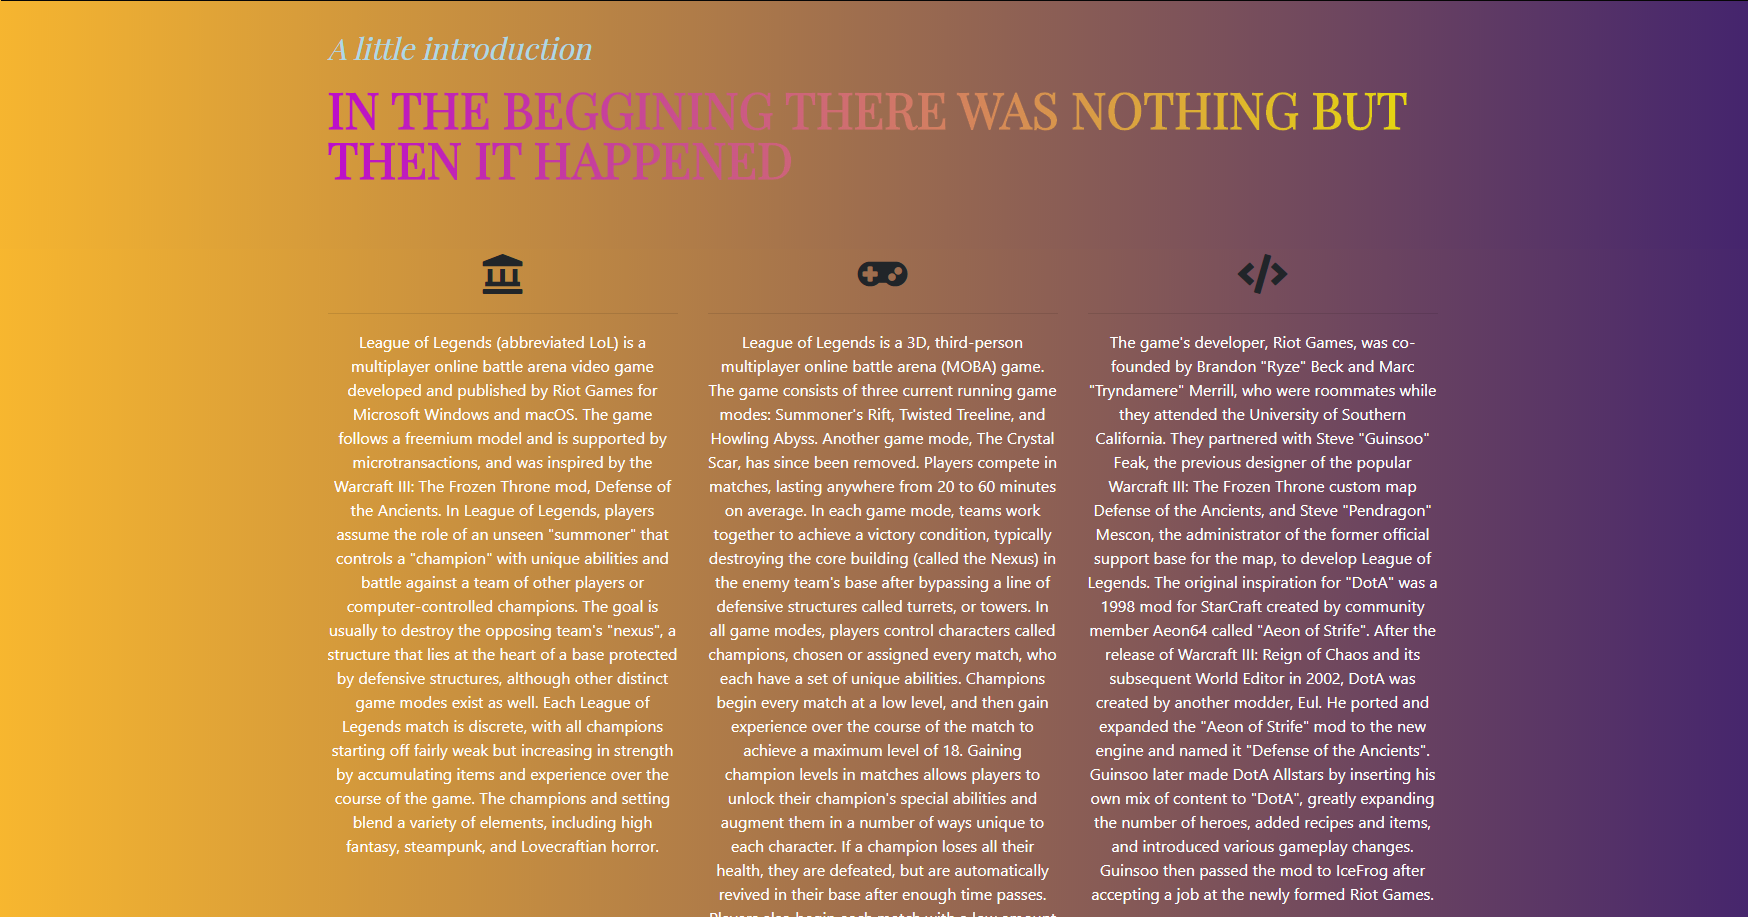 A little introduction
IN THE BEGGINING THERE WAS NOTHING BUT
THEN IT HAPPENED
League of Legends (abbreviated LoL) is a
multiplayer online battle arena video game
developed and published by Riot Games for
Microsoft Windows and macOS. The game
follows a freemium model and is supported by
microtransactions, and was inspired by the
Warcraft III: The Frozen Throne mod, Defense of
the Ancients. In League of Legends, players
assume the role of an unseen "summoner" that
controls a "champion" with unique abilities and
battle against a team of other players or
computer-controlled champions. The goal is
usually to destroy the opposing team's "nexus", a
structure that lies at the heart of a base protected
by defensive structures, although other distinct
game modes exist as well. Each League of
Legends match is discrete, with all champions
starting off fairly weak but increasing in strength
by accumulating items and experience over the
course of the game. The champions and setting
blend a variety of elements, including high
fantasy, steampunk, and Lovecraftian horror.
League of Legends is a 3D, third-person
multiplayer online battle arena (MOBA) game.
The game consists of three current running game
modes: Summoner's Rift, Twisted Treeline, and
Howling Abyss. Another game mode, The Crystal
Scar, has since been removed. Players compete in
matches, lasting anywhere from 20 to 60 minutes
on average. In each game mode, teams work
together to achieve a victory condition, typically
destroying the core building (called the Nexus) in
the enemy team's base after bypassing a line of
defensive structures called turrets, or towers. In
all game modes, players control characters called
champions, chosen or assigned every match, who
each have a set of unique abilities. Champions
begin every match at a low level, and then gain
experience over the course of the match to
achieve a maximum level of 18. Gaining
champion levels in matches allows players to
unlock their champion's special abilities and
augment them in a number of ways unique to
each character. If a champion loses all their
health, they are defeated, but are automatically
revived in their base after enough time passes.
Players also begin each match with a low amount
The game's developer, Riot Games, was co-
founded by Brandon "Ryze" Beck and Marc
"Tryndamere" Merrill, who were roommates while
they attended the University of Southern
California. They partnered with Steve "Guinsoo"
Feak, the previous designer of the popular
Warcraft III: The Frozen Throne custom map
Defense of the Ancients, and Steve "Pendragon"
Mescon, the administrator of the former official
support base for the map, to develop League of
Legends. The original inspiration for "DotA" was a
1998 mod for StarCraft created by community
member Aeon64 called "Aeon of Strife". After the
release of Warcraft III: Reign of Chaos and its
subsequent World Editor in 2002, DotA was
created by another modder, Eul. He ported and
expanded the "Aeon of Strife" mod to the new
engine and named it "Defense of the Ancients".
Guinsoo later made DotA Allstars by inserting his
own mix of content to "DotA", greatly expanding
the number of heroes, added recipes and items,
and introduced various gameplay changes.
Guinsoo then passed the mod to IceFrog after
accepting a job at the newly formed Riot Games.